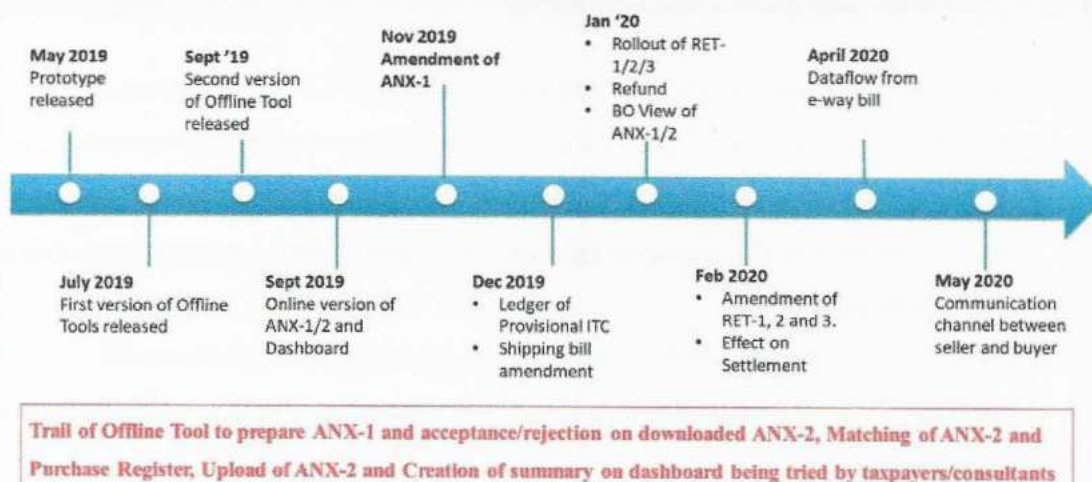 May 2019
Prototype
released
July 2019
First version of Offline
Tools released
Sept '19
Second version
of Offline Tool
released
Sept 2019
Online version of
ANX-1/2 and
Dashboard
Nov 2019
Amendment of
ANX-1
Dec 2019
• Ledger of
Provisional ITC
• Shipping bill
amendment
Jan '20
• Rollout of RET-
1/2/3
• Refund
• BO View of
ANX-1/2
Feb 2020
• Amendment of
RET-1, 2 and 3.
• Effect on
Settlement
April 2020
Dataflow from
e-way bill
May 2020
Communication
channel between
seller and buyer
Trail of Offline Tool to prepare ANX-1 and acceptance/rejection on downloaded ANX-2, Matching of ANX-2 and
Purchase Register, Upload of ANX-2 and Creation of summary on dashboard being tried by taxpayers/consultants